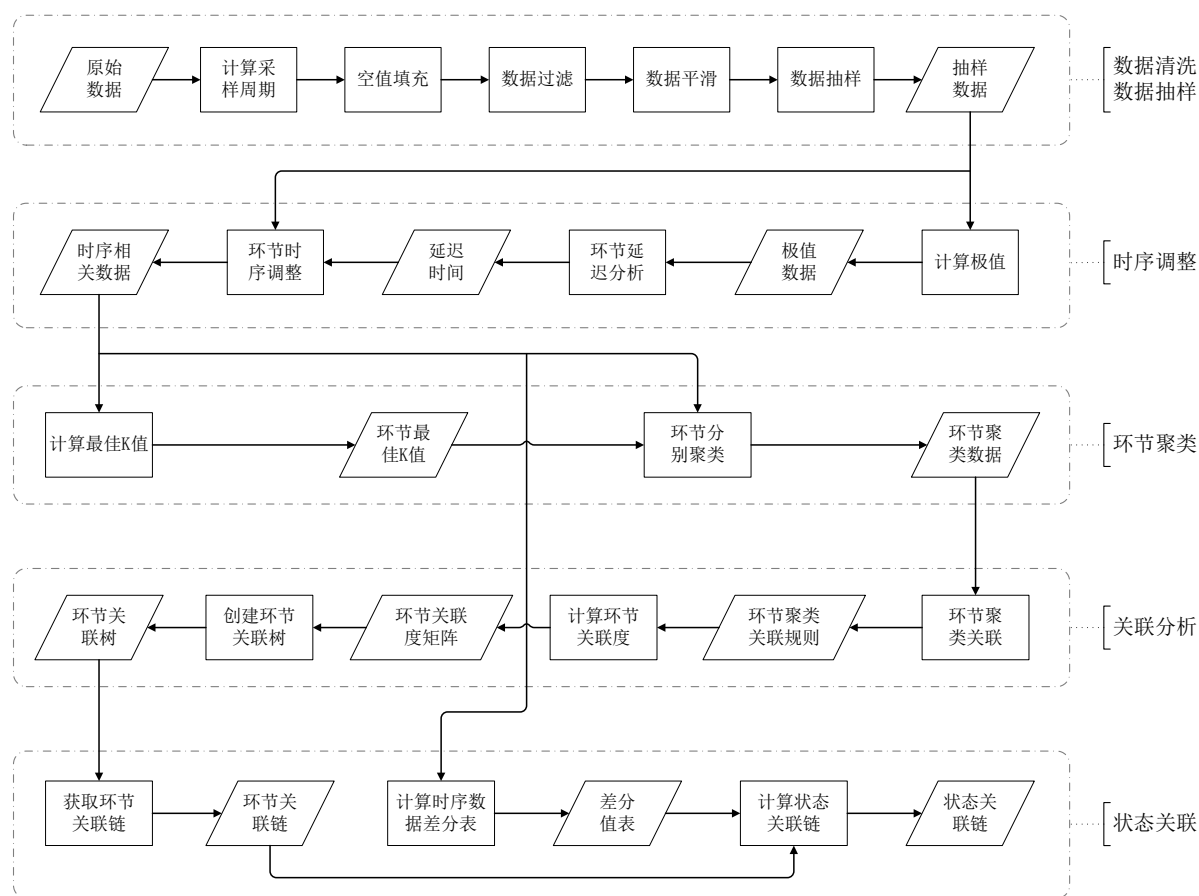 原始
数据
计算采
样周期
空值填充
数据过滤
数据平滑
数据抽样
抽样
数据
数据清洗
数据抽样
时序相
关数据
环节时
序调整
延迟
时间
环节延
迟分析
极值
数据
计算极值
时序调整
计算最佳K值
环节最
佳K值
环节分
别聚类
环节聚
类数据
环节聚类
环节关
联树
创建环节
关联树
环节关联
度矩阵
计算环节
关联度
环节聚类
关联规则
环节聚
类关联
关联分析
获取环节
关联链
环节关
联链
计算时序数
据差分表
差分
值表
计算状态
关联链
状态关
联链
状态关联